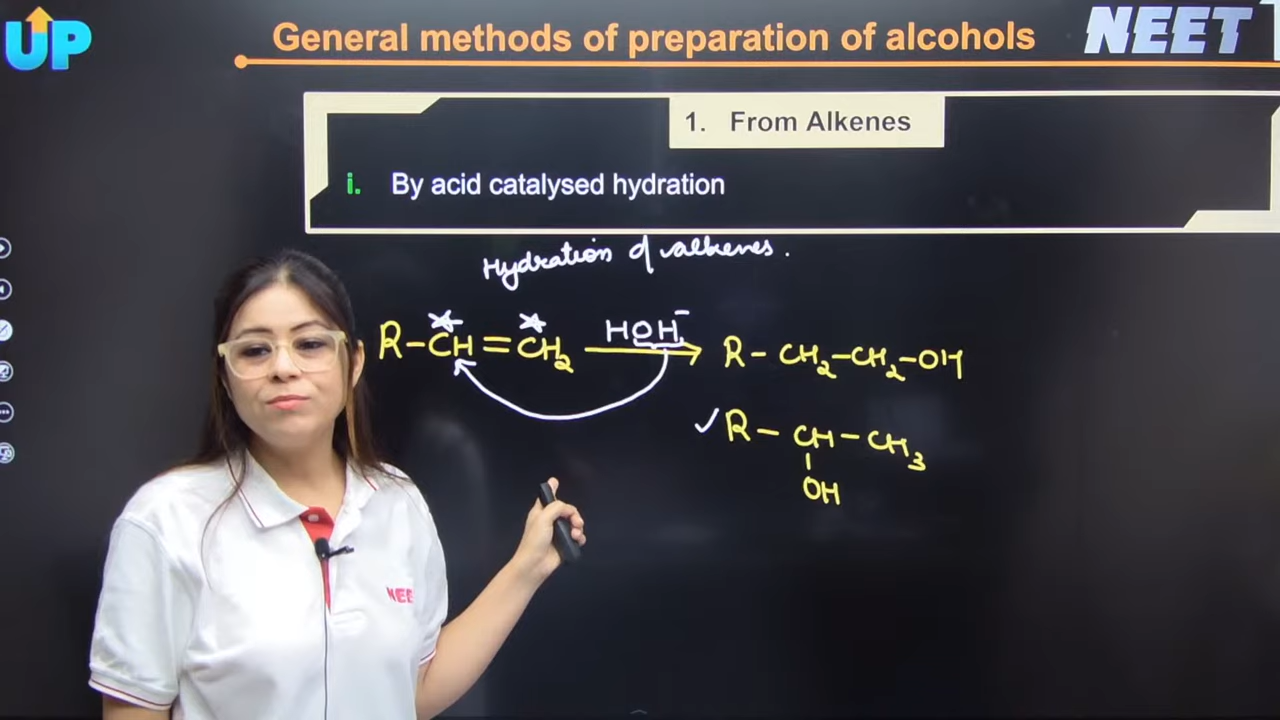 UP
General methods of preparation of alcohols
NEET
1. From Alkenes
i. By acid catalysed hydration
Hydration of alkenes.
R-CH=CH₂ HOH⁻ R-CH₂-CH₂-OH
✓R-CH-CH₃
OH
NEE